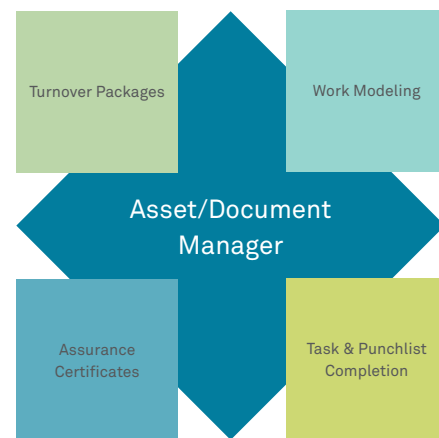 Turnover Packages
Work Modeling
Asset/Document
Manager
Assurance
Certificates
Task & Punchlist
Completion